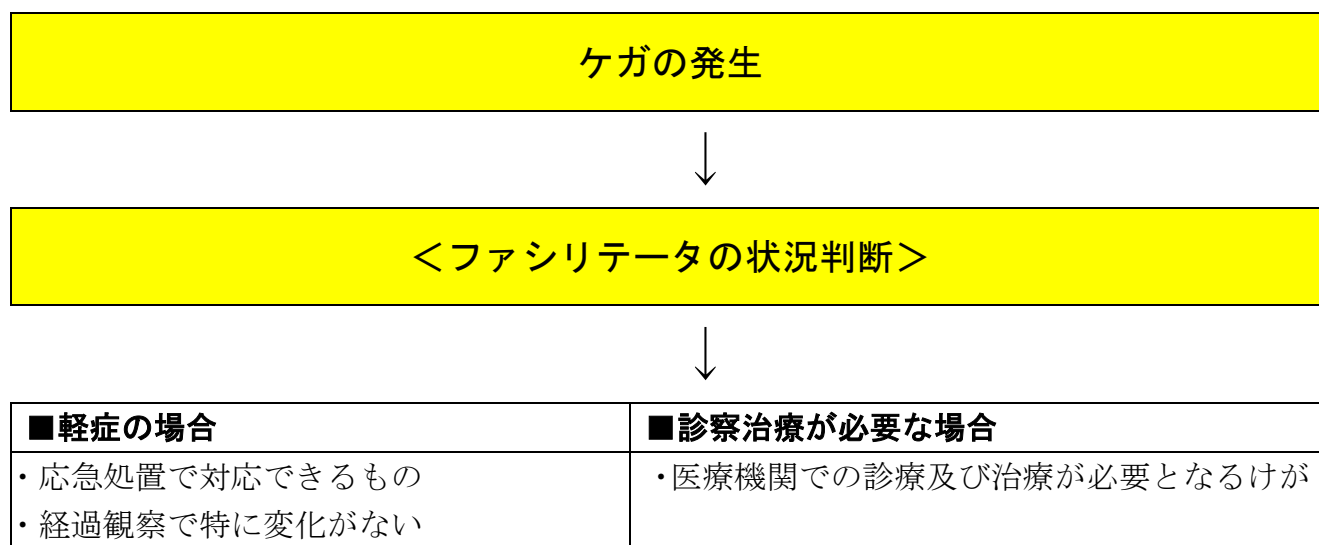 ケガの発生
↓
＜ファシリテータの状況判断＞
↓
■軽症の場合
・応急処置で対応できるもの
・経過観察で特に変化がない
■診察治療が必要な場合
・医療機関での診療及び治療が必要となるけが